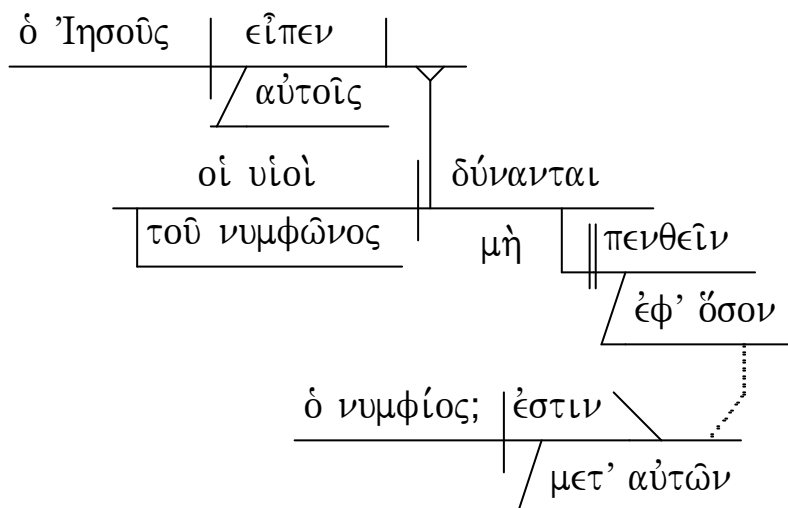 ὁ Ἰησοῦς εἶπεν
αὐτοῖς
οἱ υἱοὶ δύνανται
τοῦ νυμφῶνος μὴ πενθεῖν
ἐφ’ ὅσον
ὁ νυμφίος; ἐστιν
μετ’ αὐτῶν